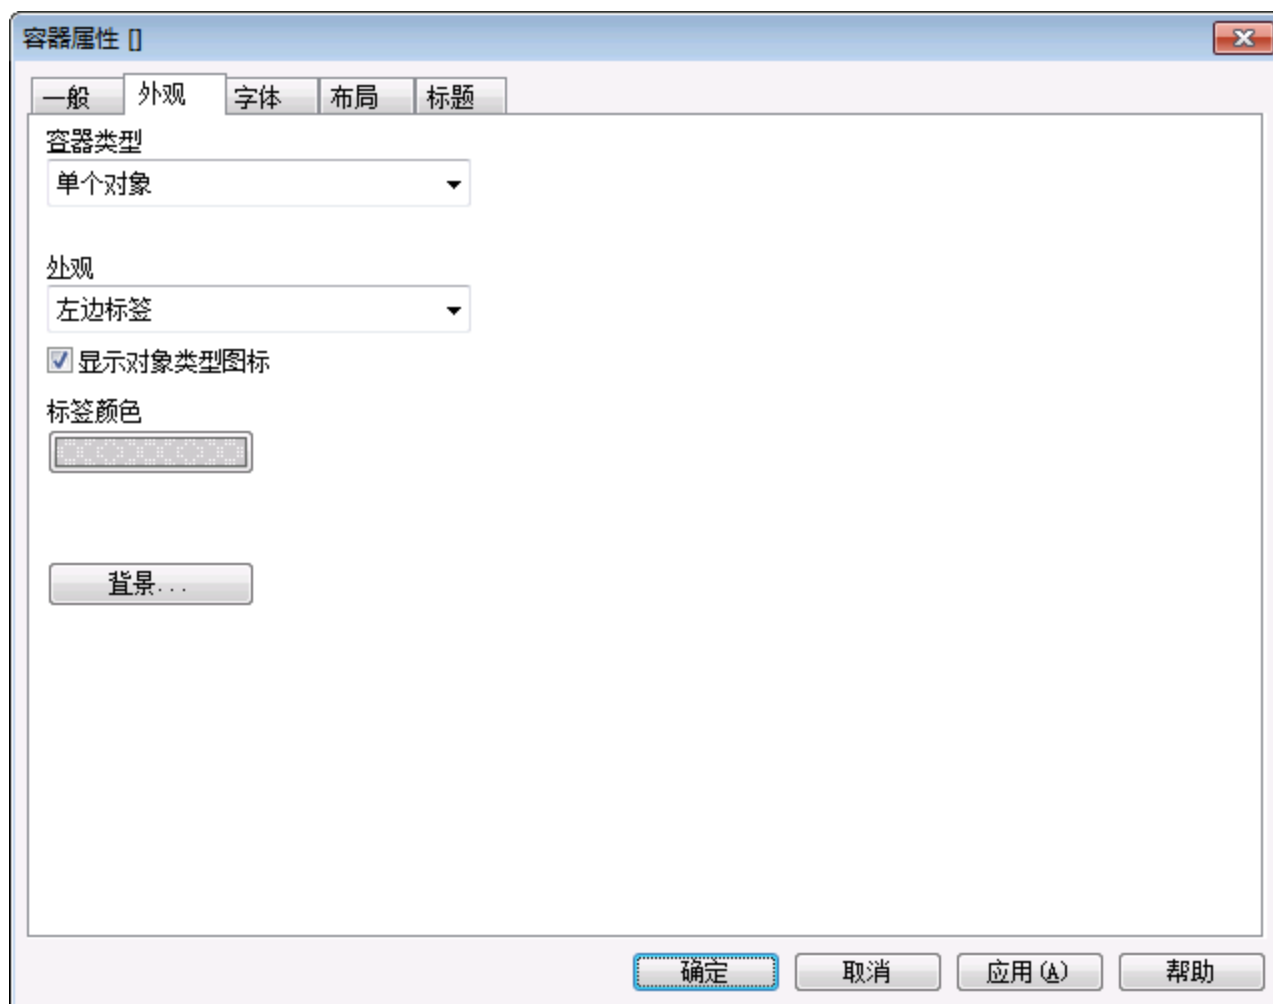 容器属性 []
一般 外观 字体 布局 标题
容器类型
单个对象
外观
左边标签
显示对象类型图标
标签颜色
背景...
确定 取消 应用(A) 帮助